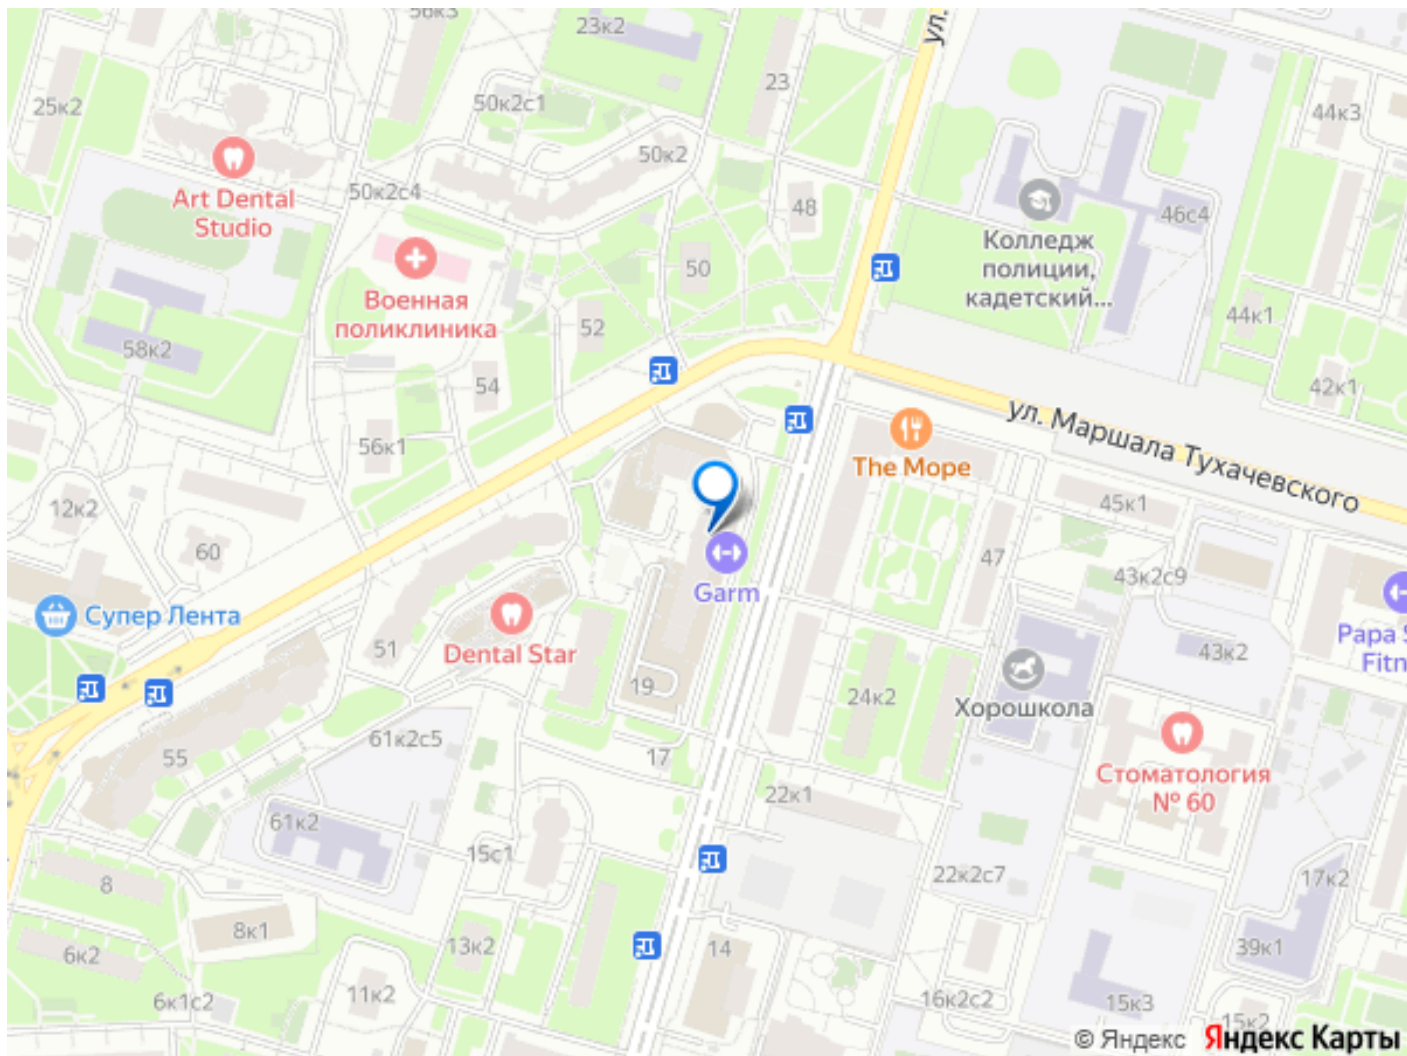 56к3
23к2
ул.
23
25к2
50к2с1
44к3
50к2
Art Dental
Studio
50к2с4
48
46с4
Колледж
полиции,
кадетский...
50
Военная
поликлиника
44к1
52
58к2
54
42к1
ул. Маршала Тухачевского
56к1
The Море
45к1
12к2
60
47
43к2с9
Garm
Супер Лента
Papa S
Fitn
51
Dental Star
43к2
19
24к2
Хорошкола
61к2с5
17
55
Стоматология
№ 60
22к1
61к2
15с1
8
22к2с7
17к2
8к1
13к2
14
39к1
6к2
11к2
6к1с2
16к2с2
15к3
15к2
© Яндекс Яндекс Карты